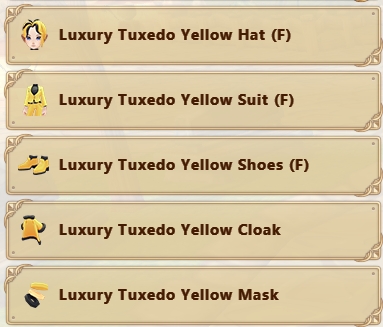 Luxury Tuxedo Yellow Hat (F)
Luxury Tuxedo Yellow Suit (F)
Luxury Tuxedo Yellow Shoes (F)
Luxury Tuxedo Yellow Cloak
Luxury Tuxedo Yellow Mask